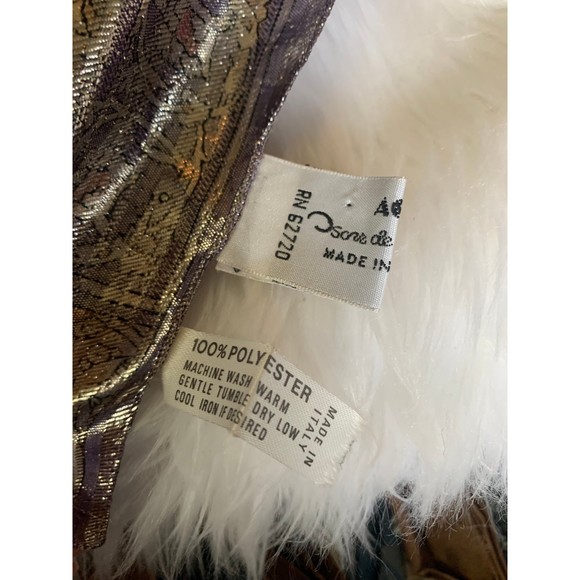 RN 62720
MADE IN
100% POLYESTER
MACHINE WASH WARM
GENTLE TUMBLE DRY LOW
COOL IRON IF DESIRED
MADE IN
ITALY